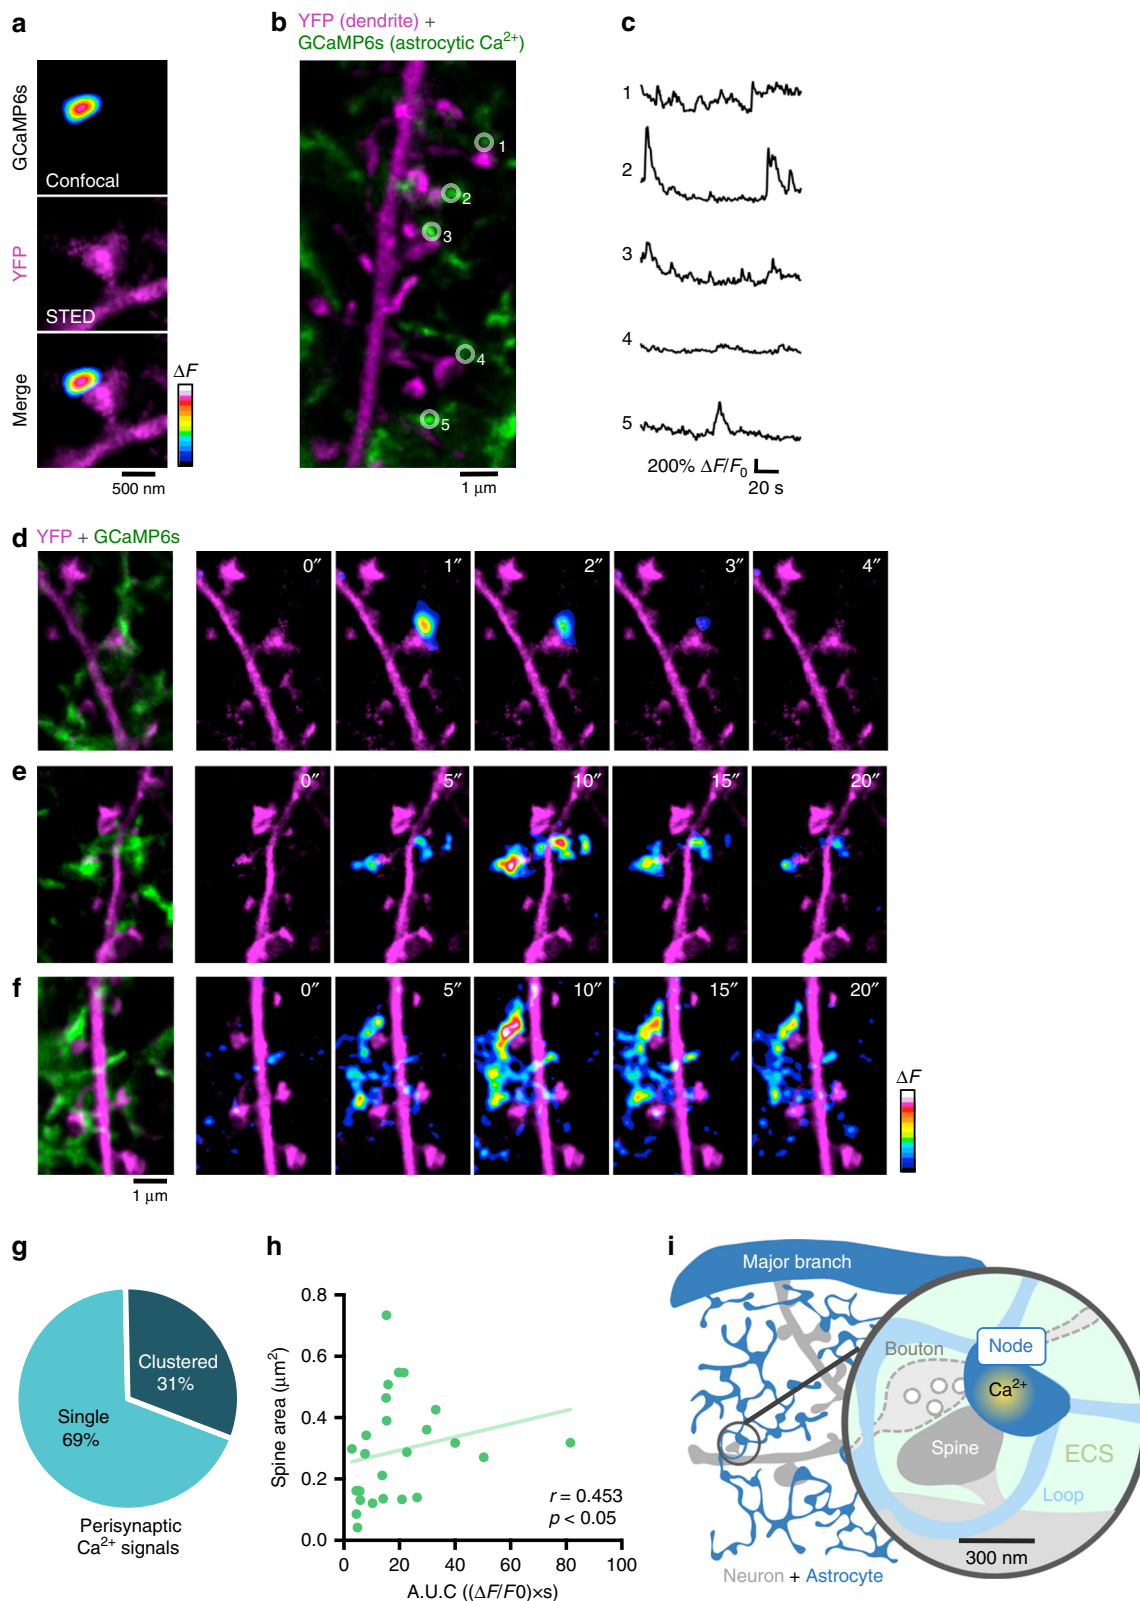 a
GCaMP6s
Confocal
YFP
STED
Merge
ΔF
500 nm
b
YFP (dendrite) +
GCaMP6s (astrocytic Ca²⁺)
1
2
3
4
5
1 μm
c
1
2
3
4
5
200% ΔF/F₀
20 s
d
YFP + GCaMP6s
0″ 1″ 2″ 3″ 4″
e
0″ 5″ 10″ 15″ 20″
f
0″ 5″ 10″ 15″ 20″
ΔF
1 μm
g
Clustered
31%
Single
69%
Perisynaptic
Ca²⁺ signals
h
Spine area (μm²)
0.8
0.6
0.4
0.2
0.0
r = 0.453
p < 0.05
0 20 40 60 80 100
A.U.C ((ΔF/F0)×s)
i
Major branch
Bouton
Node
Ca²⁺
Spine
ECS
Loop
300 nm
Neuron + Astrocyte